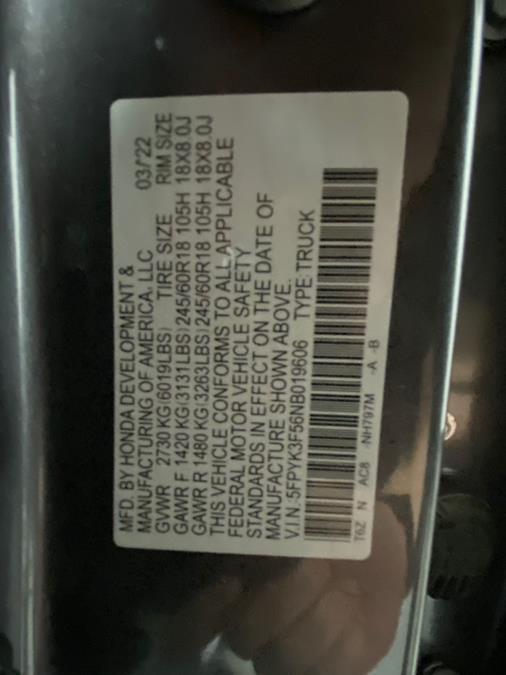 MFD. BY HONDA DEVELOPMENT &
MANUFACTURING OF AMERICA, LLC 03/22
GVWR 2730 KG(6019LBS) TIRE SIZE RIM SIZE
GAWR F 1420 KG(3131LBS)245/60R18 105H 18X8.0J
GAWR R 1480 KG(3263LBS)245/60R18 105H 18X8.0J
THIS VEHICLE CONFORMS TO ALL APPLICABLE
FEDERAL MOTOR VEHICLE SAFETY
STANDARDS IN EFFECT ON THE DATE OF
MANUFACTURE SHOWN ABOVE.
V.I.N.:5FPYK3F56NB019606 TYPE:TRUCK
T6Z N AC8 -NH797M -A -B